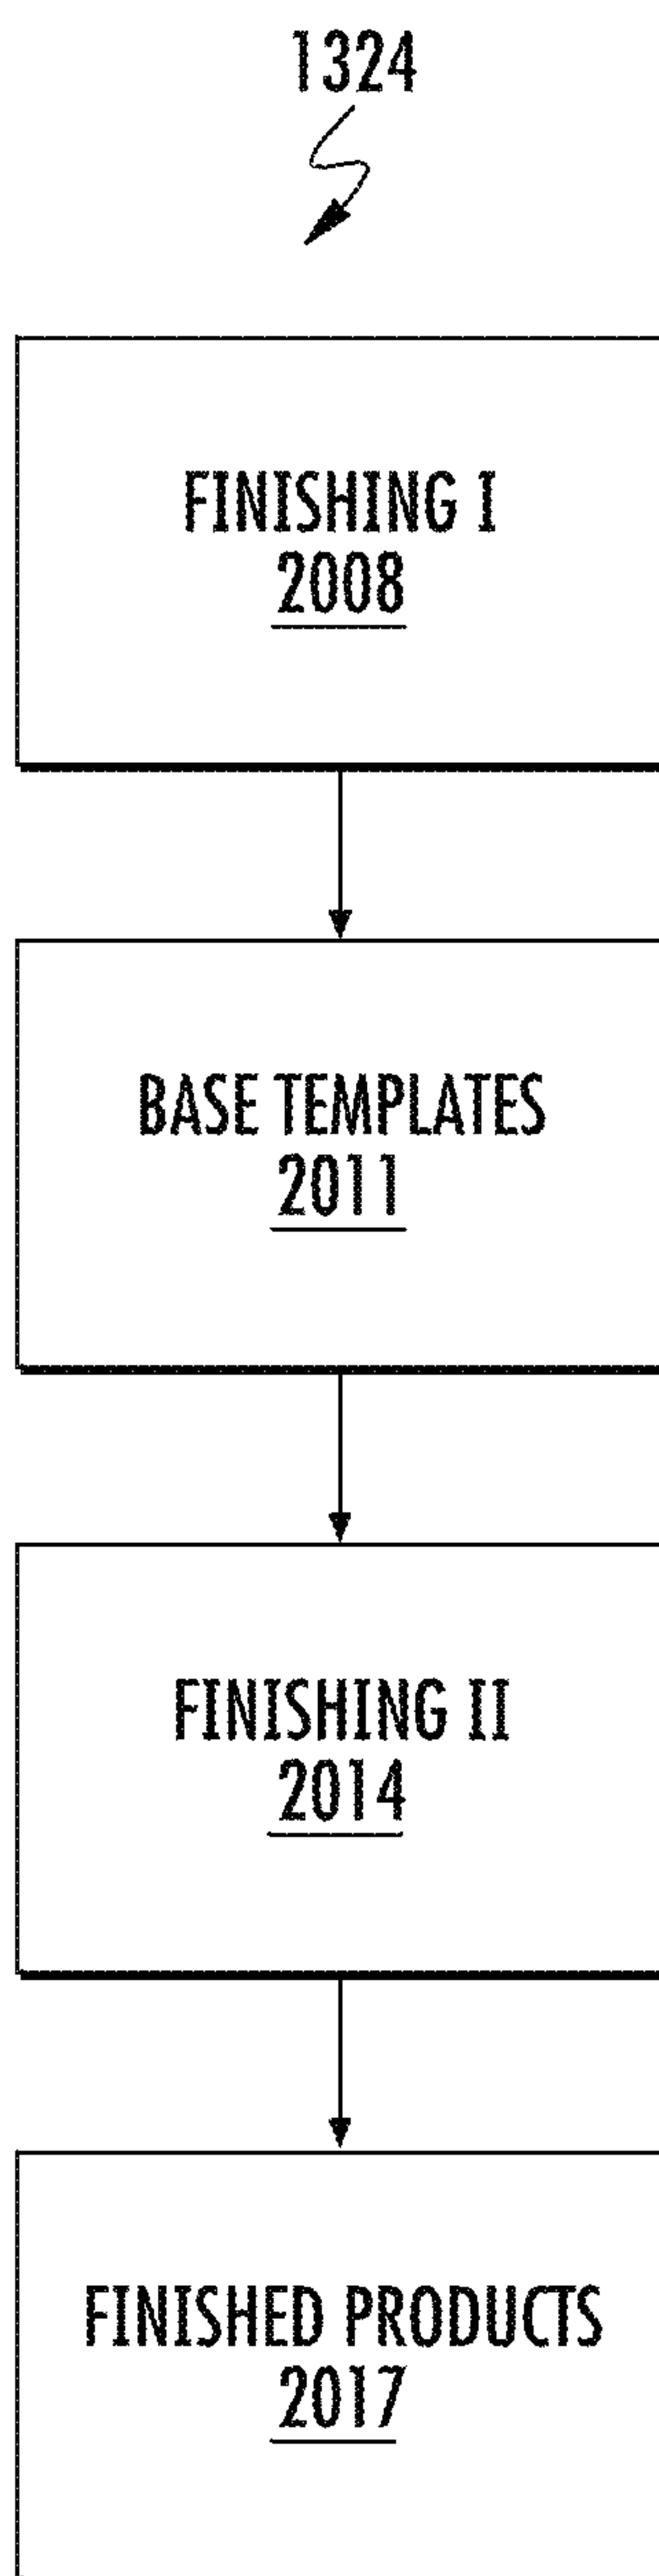 1324
FINISHING I
2008
BASE TEMPLATES
2011
FINISHING II
2014
FINISHED PRODUCTS
2017